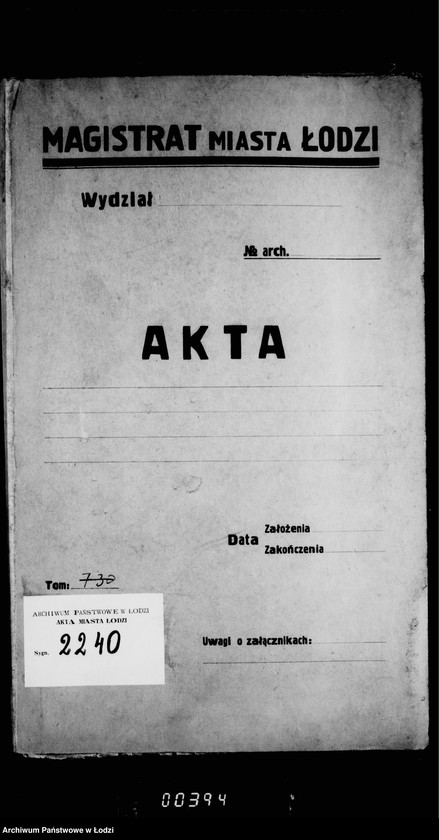 MAGISTRAT MIASTA ŁODZI
Wydział
№ arch.
AKTA
Data Założenia
Zakończenia
Tom: 730
ARCHIWUM PAŃSTWOWE W ŁODZI
AKTA MIASTA ŁODZI
Sygn. 2240
Uwagi o załącznikach:
00394
Archiwum Państwowe w Łodzi